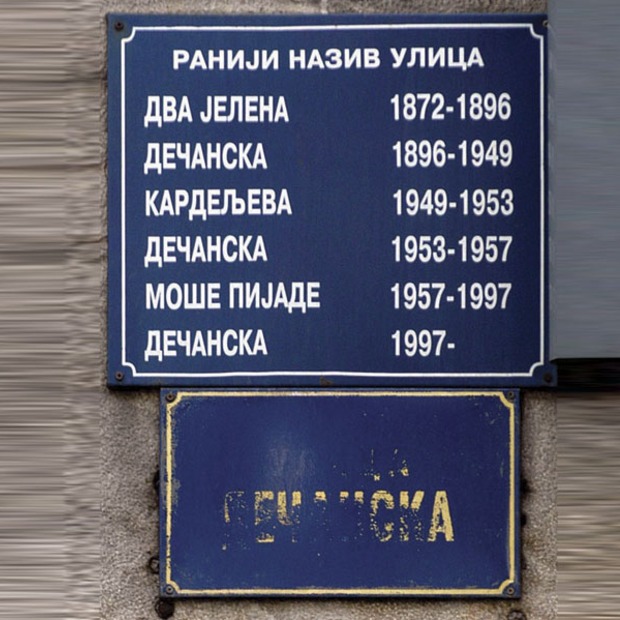 РАНИЈИ НАЗИВ УЛИЦА
ДВА ЈЕЛЕНА 1872-1896
ДЕЧАНСКА 1896-1949
КАРДЕЉЕВА 1949-1953
ДЕЧАНСКА 1953-1957
МОШЕ ПИЈАДЕ 1957-1997
ДЕЧАНСКА 1997-
ДЕЧАНСКА